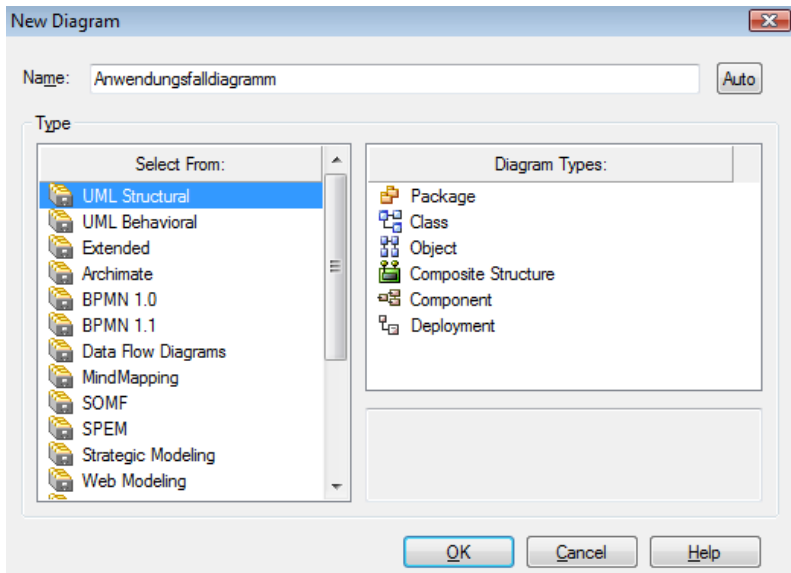 New Diagram
Name: Anwendungsfalldiagramm Auto
Type
Select From:
UML Structural
UML Behavioral
Extended
Archimate
BPMN 1.0
BPMN 1.1
Data Flow Diagrams
MindMapping
SOMF
SPEM
Strategic Modeling
Web Modeling
Diagram Types:
Package
Class
Object
Composite Structure
Component
Deployment
OK Cancel Help